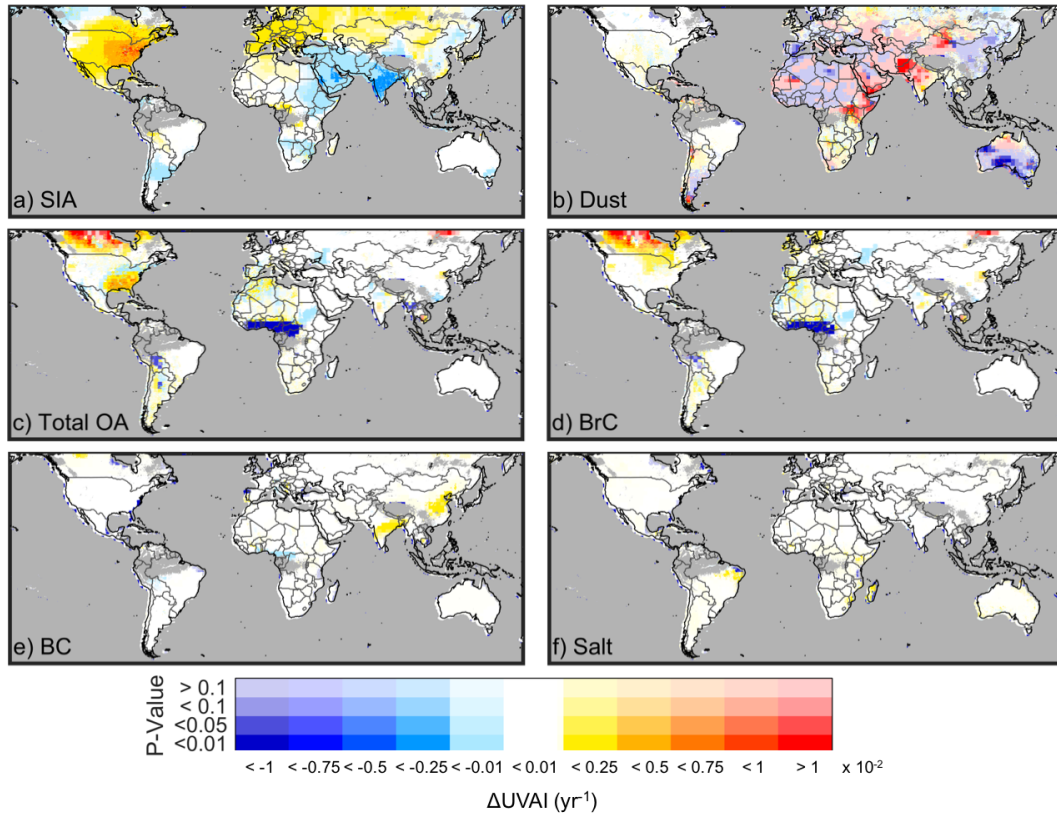 a) SIA
b) Dust
c) Total OA
d) BrC
e) BC
f) Salt
P-Value
> 0.1
< 0.1
<0.05
<0.01
< -1 < -0.75 < -0.5 < -0.25 < -0.01 < 0.01 < 0.25 < 0.5 < 0.75 < 1 > 1 x 10⁻²
ΔUVAI (yr⁻¹)